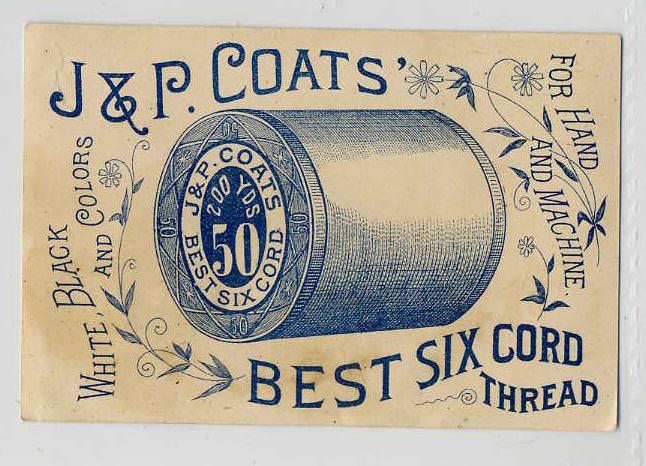 J & P. COATS'
FOR HAND
AND MACHINE.
WHITE, BLACK
AND COLORS
50
J. & P. COATS
200 YDS
50
BEST SIX CORD
50
50
BEST SIX CORD
THREAD